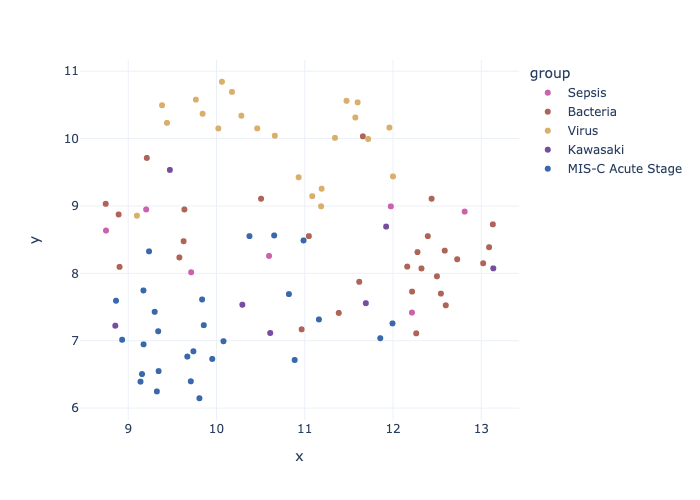 11
10
9
8
7
6
y
9
10
11
12
13
x
group
Sepsis
Bacteria
Virus
Kawasaki
MIS-C Acute Stage